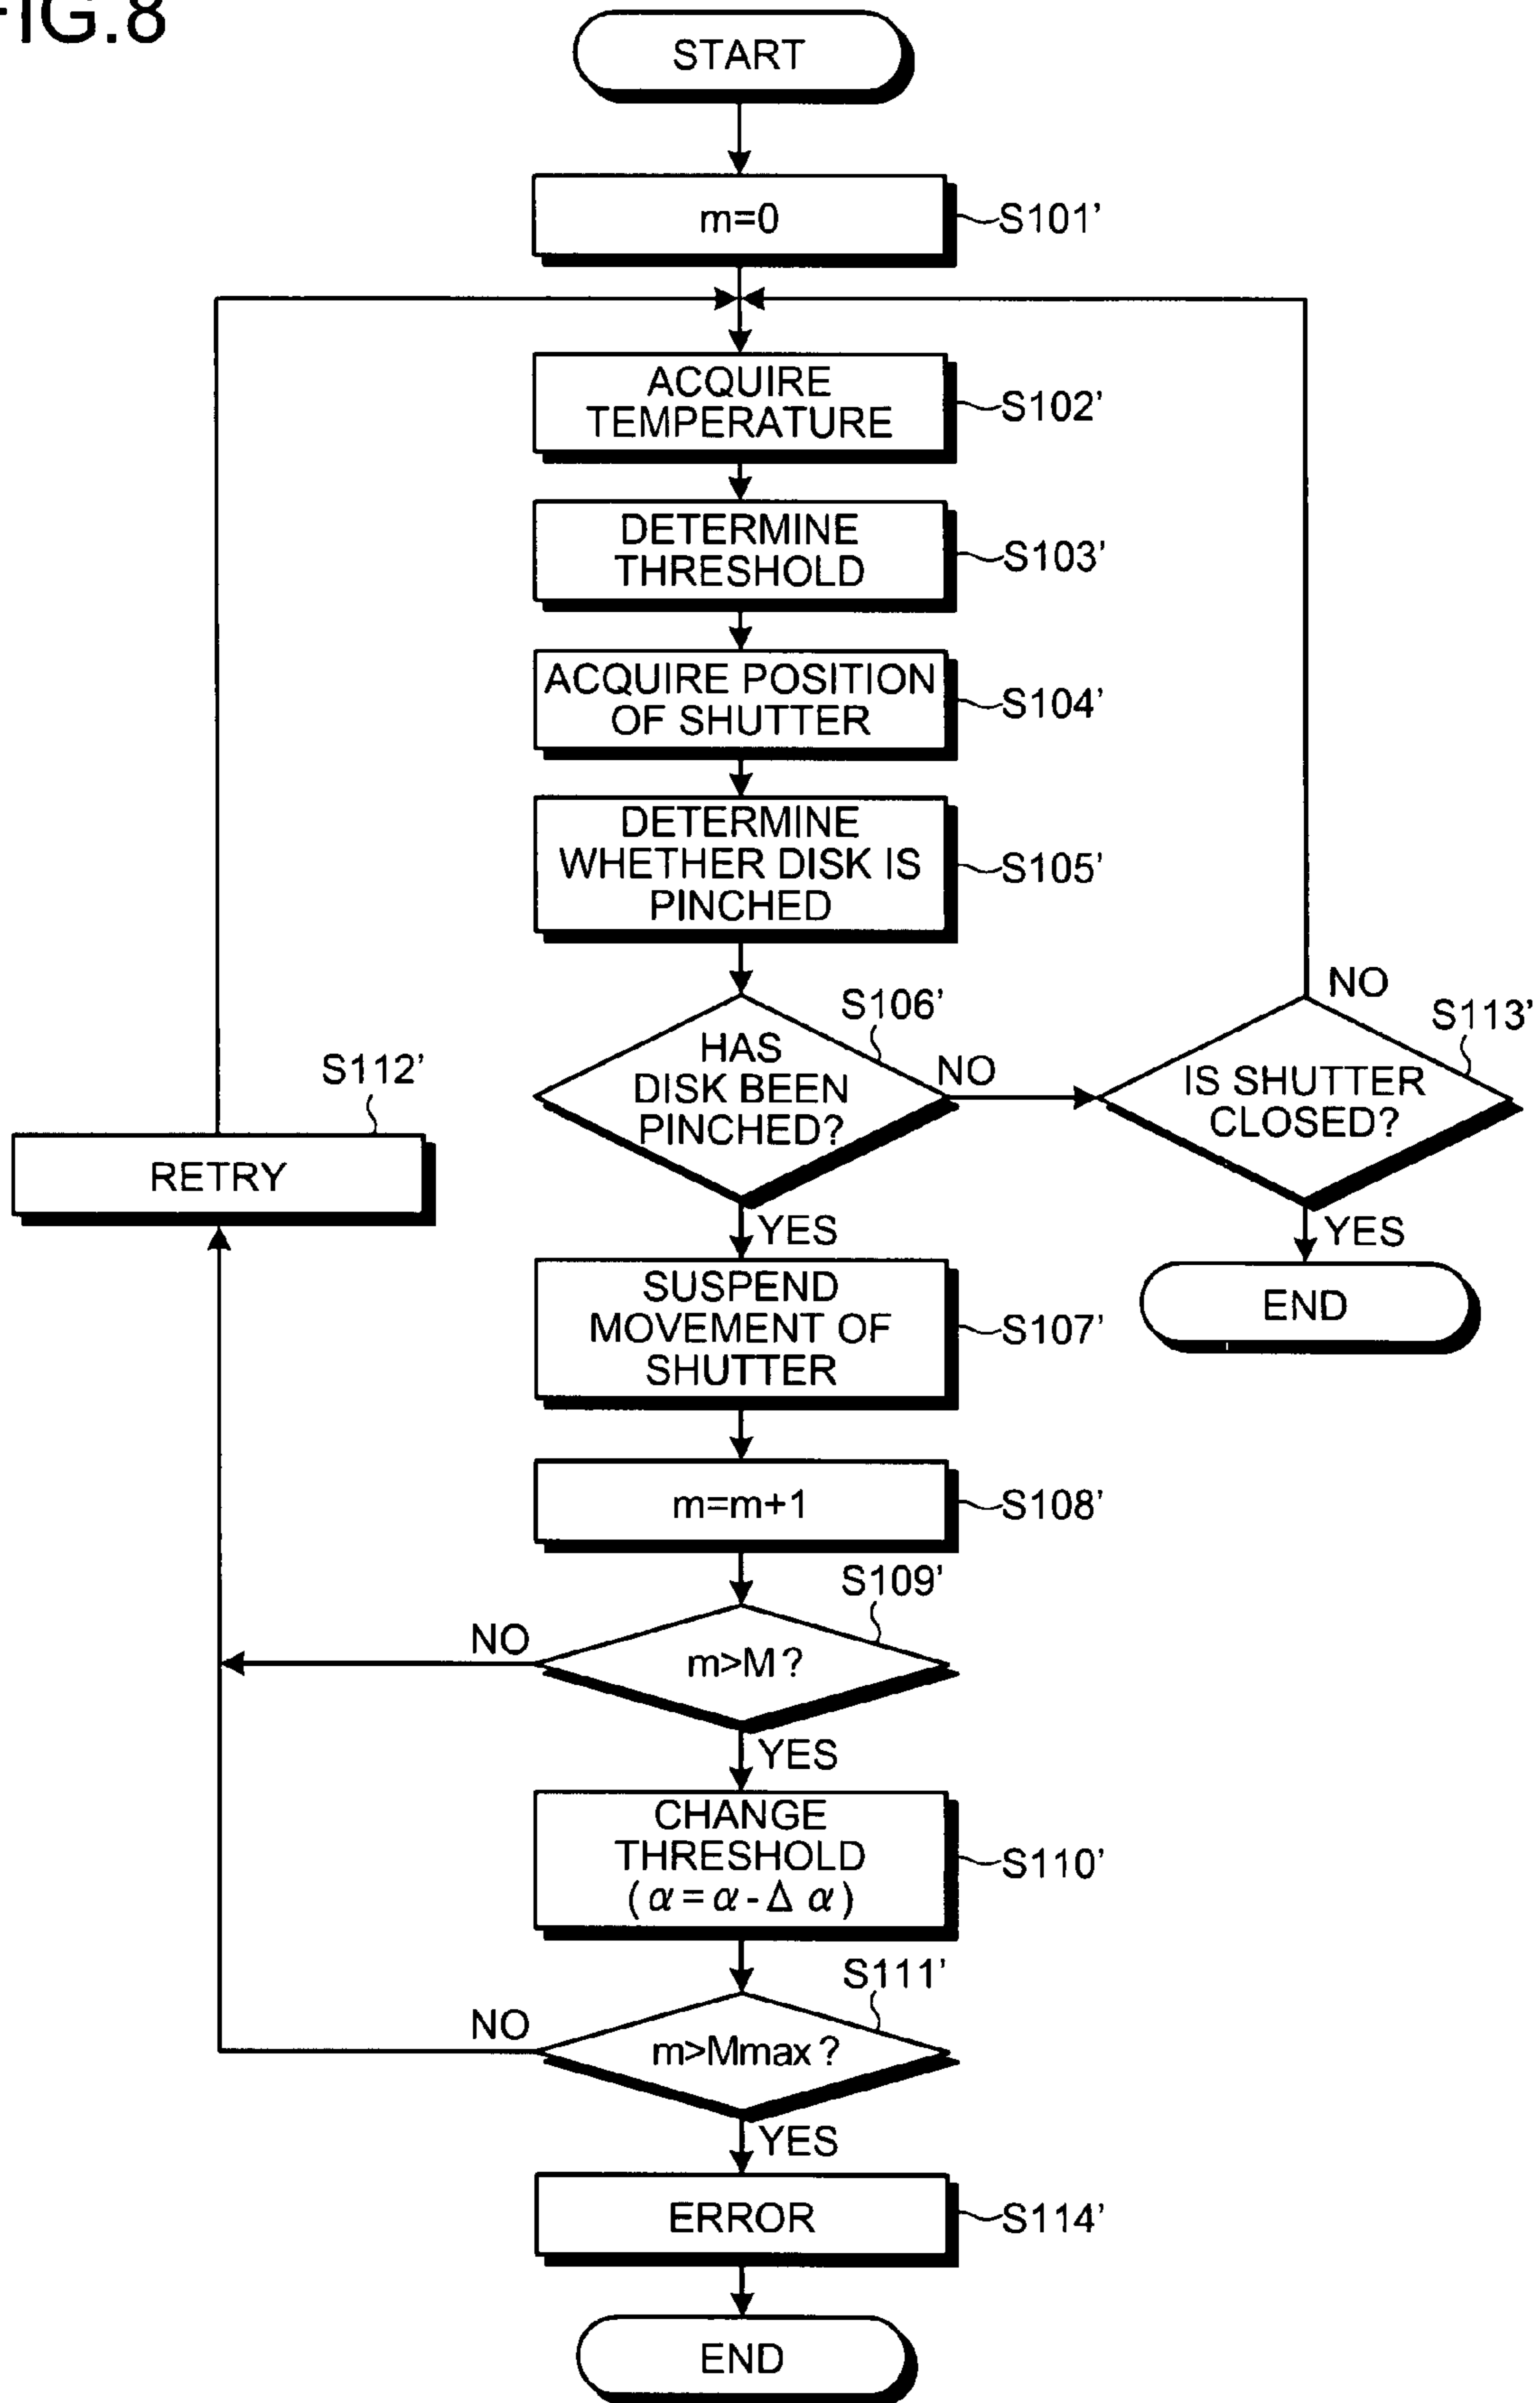 FIG.8
START
m=0
S101'
ACQUIRE
TEMPERATURE
S102'
DETERMINE
THRESHOLD
S103'
ACQUIRE POSITION
OF SHUTTER
S104'
DETERMINE
WHETHER DISK IS
PINCHED
S105'
S106'
HAS
DISK BEEN
PINCHED?
NO
YES
S113'
IS SHUTTER
CLOSED?
NO
YES
END
S112'
RETRY
SUSPEND
MOVEMENT OF
SHUTTER
S107'
m=m+1
S108'
S109'
m>M?
NO
YES
CHANGE
THRESHOLD
(α=α-Δα)
S110'
S111'
m>Mmax?
NO
YES
ERROR
S114'
END